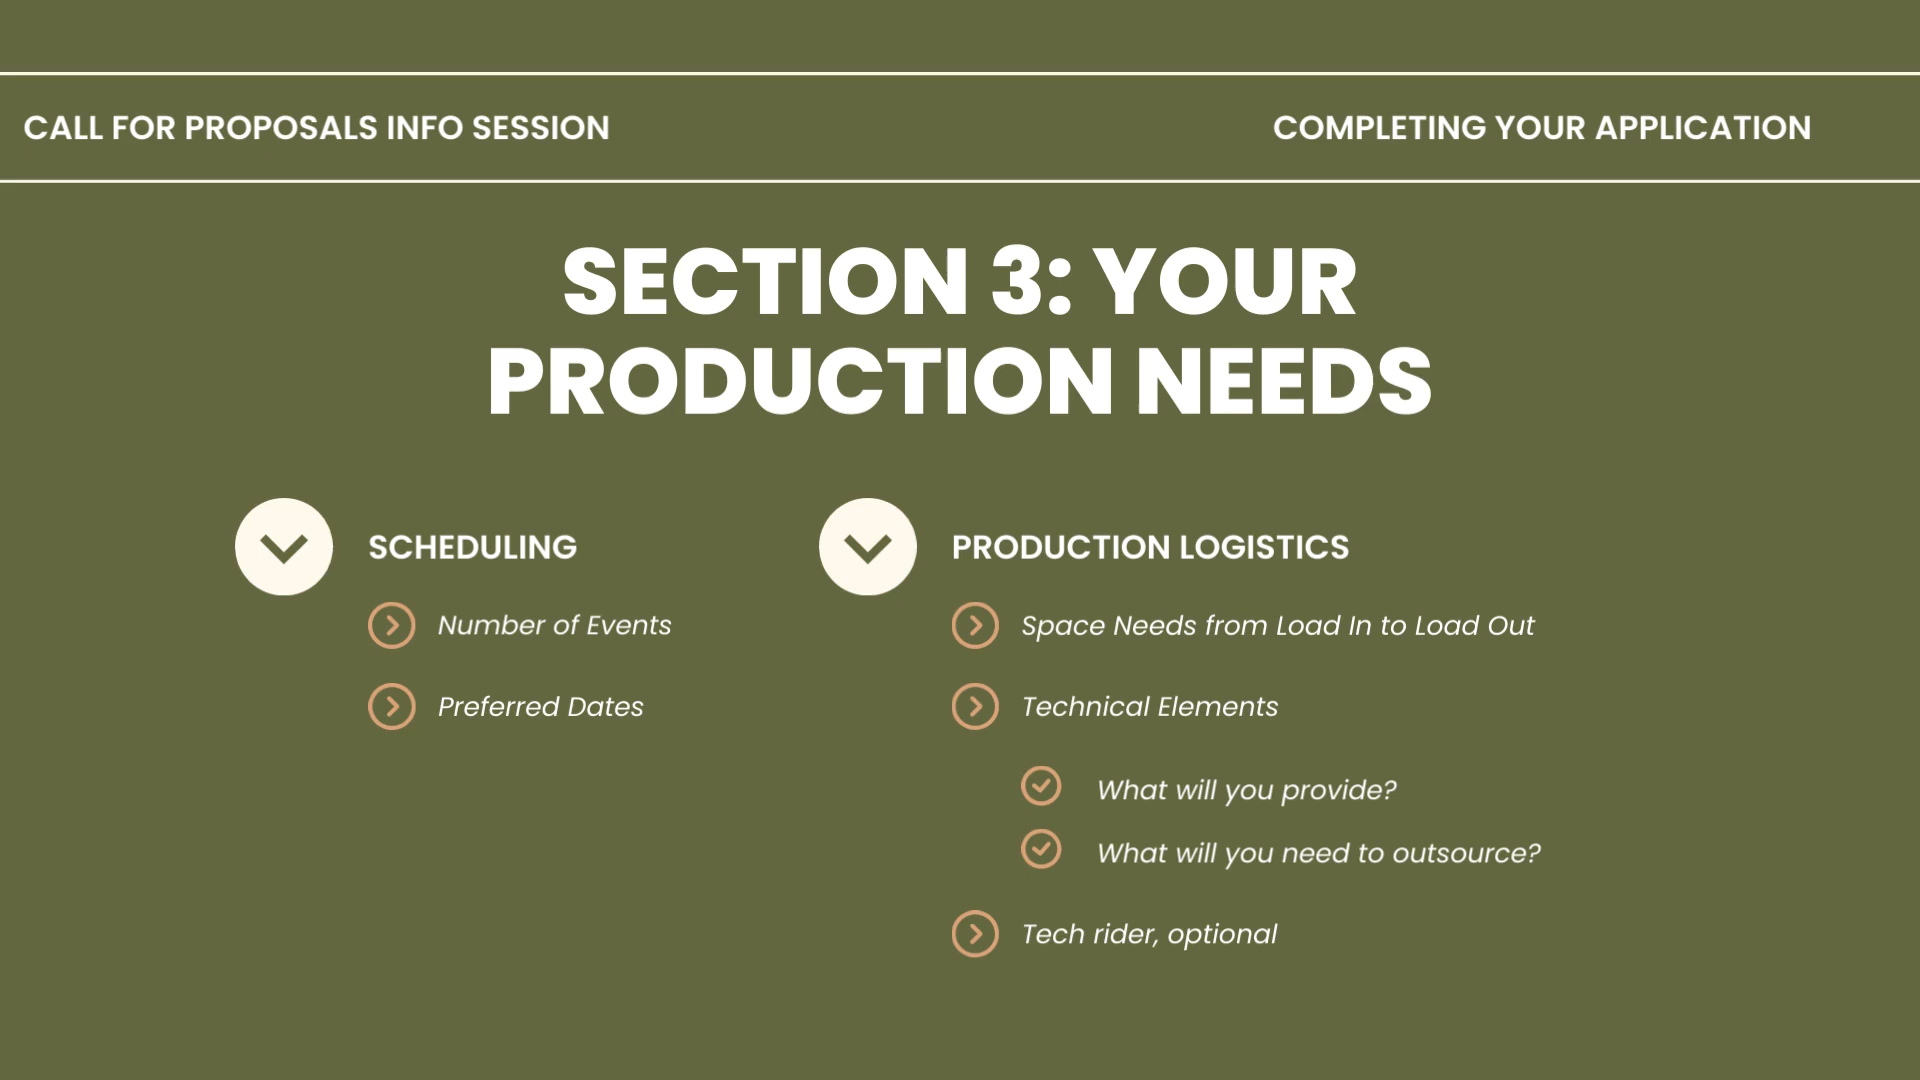 CALL FOR PROPOSALS INFO SESSION
COMPLETING YOUR APPLICATION
SECTION 3: YOUR
PRODUCTION NEEDS
SCHEDULING
Number of Events
Preferred Dates
PRODUCTION LOGISTICS
Space Needs from Load In to Load Out
Technical Elements
What will you provide?
What will you need to outsource?
Tech rider, optional